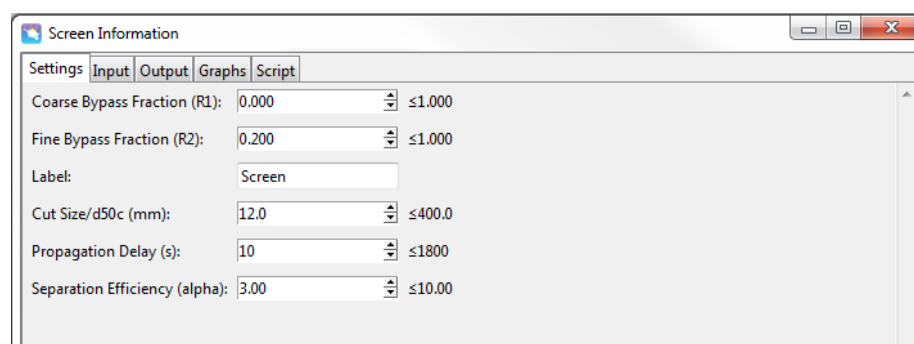 Screen Information
Settings Input Output Graphs Script
Coarse Bypass Fraction (R1): 0.000 ≤1.000
Fine Bypass Fraction (R2): 0.200 ≤1.000
Label: Screen
Cut Size/d50c (mm): 12.0 ≤400.0
Propagation Delay (s): 10 ≤1800
Separation Efficiency (alpha): 3.00 ≤10.00